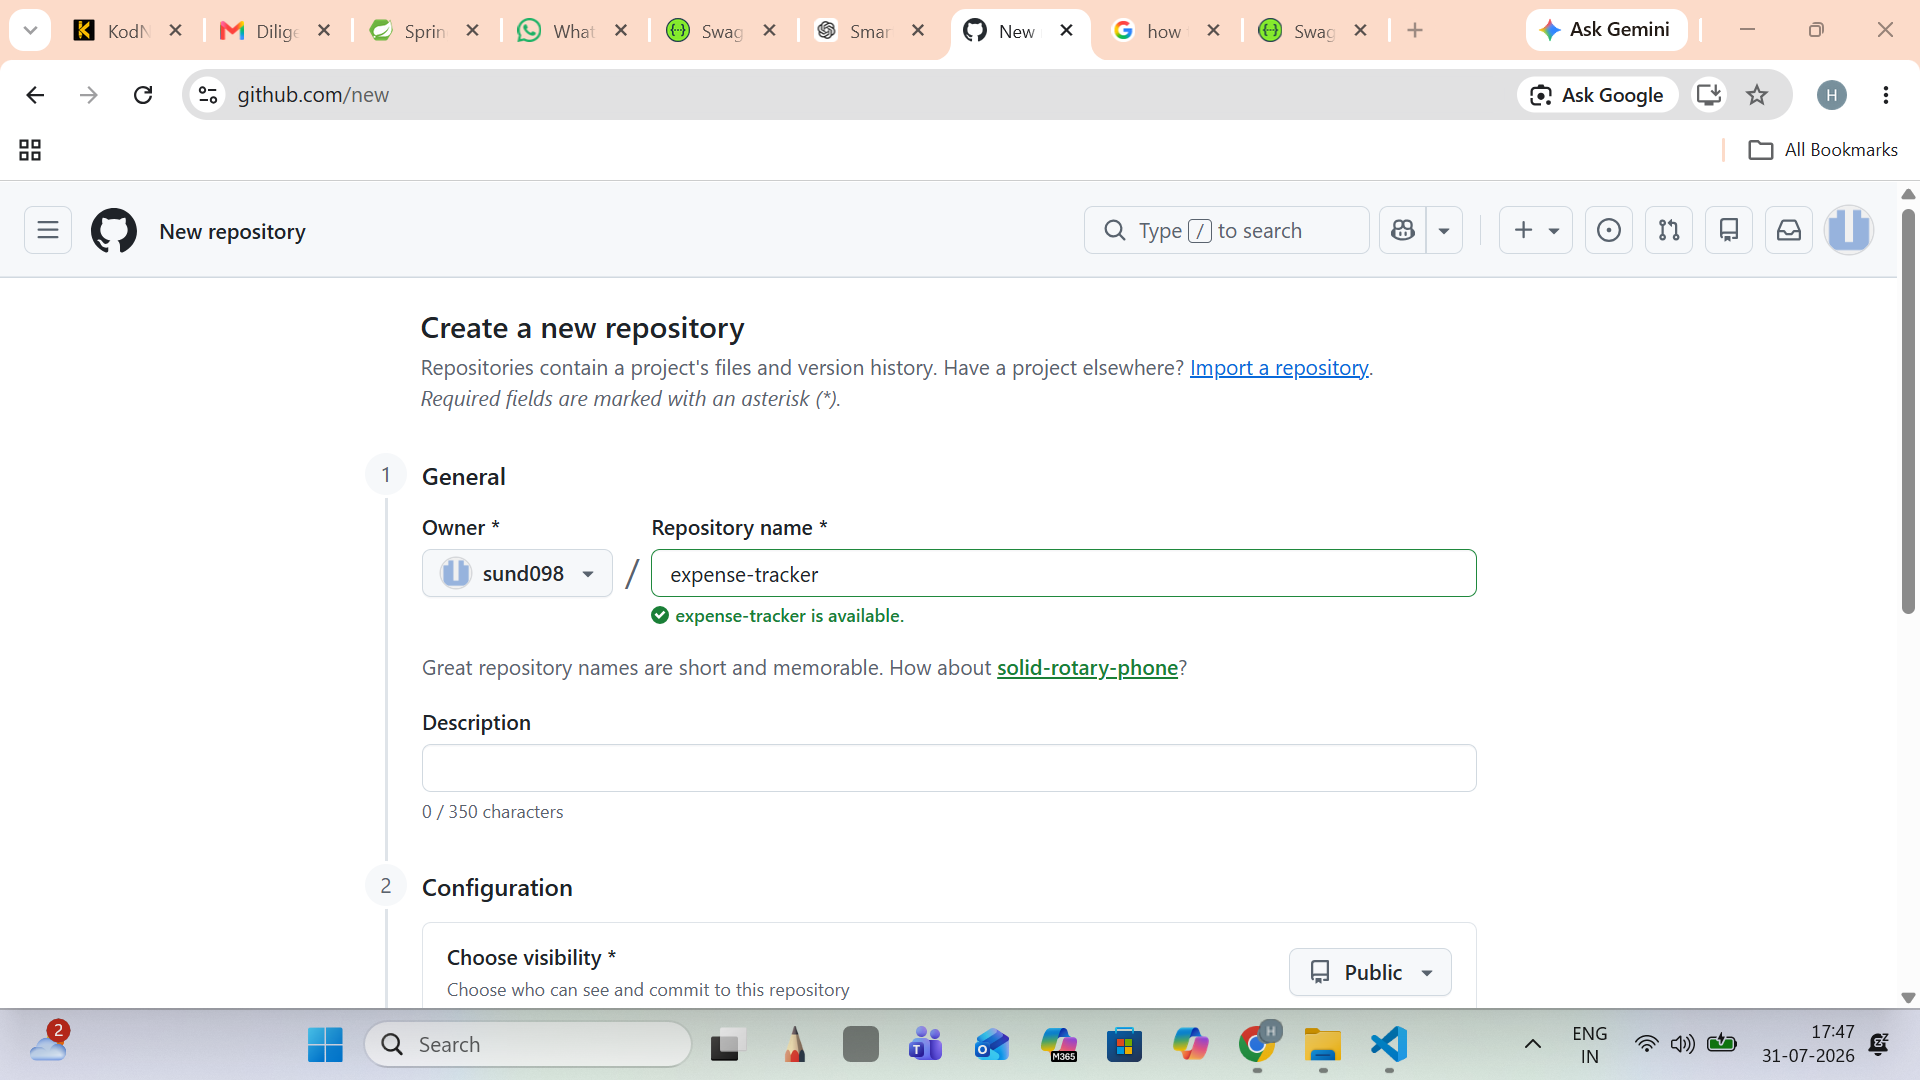 KodN
Dilige
Sprin
What
Swag
Smar
New
how
Swag
Ask Gemini
github.com/new
Ask Google
H
All Bookmarks
New repository
Type / to search
Create a new repository
Repositories contain a project's files and version history. Have a project elsewhere? Import a repository.
Required fields are marked with an asterisk (*).
1
General
Owner *
Repository name *
sund098
/
expense-tracker
expense-tracker is available.
Great repository names are short and memorable. How about solid-rotary-phone?
Description
0 / 350 characters
2
Configuration
Choose visibility *
Public
Choose who can see and commit to this repository
2
Search
M365
H
ENG
IN
17:47
31-07-2026